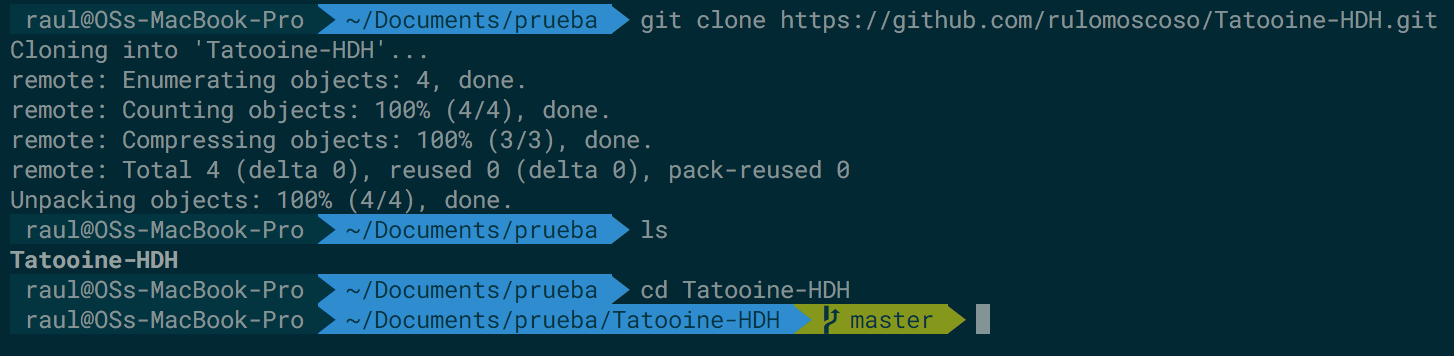 raul@OSs-MacBook-Pro ~/Documents/prueba git clone https://github.com/rulomoscoso/Tatooine-HDH.git
Cloning into 'Tatooine-HDH'...
remote: Enumerating objects: 4, done.
remote: Counting objects: 100% (4/4), done.
remote: Compressing objects: 100% (3/3), done.
remote: Total 4 (delta 0), reused 0 (delta 0), pack-reused 0
Unpacking objects: 100% (4/4), done.
raul@OSs-MacBook-Pro ~/Documents/prueba ls
Tatooine-HDH
raul@OSs-MacBook-Pro ~/Documents/prueba cd Tatooine-HDH
raul@OSs-MacBook-Pro ~/Documents/prueba/Tatooine-HDH master